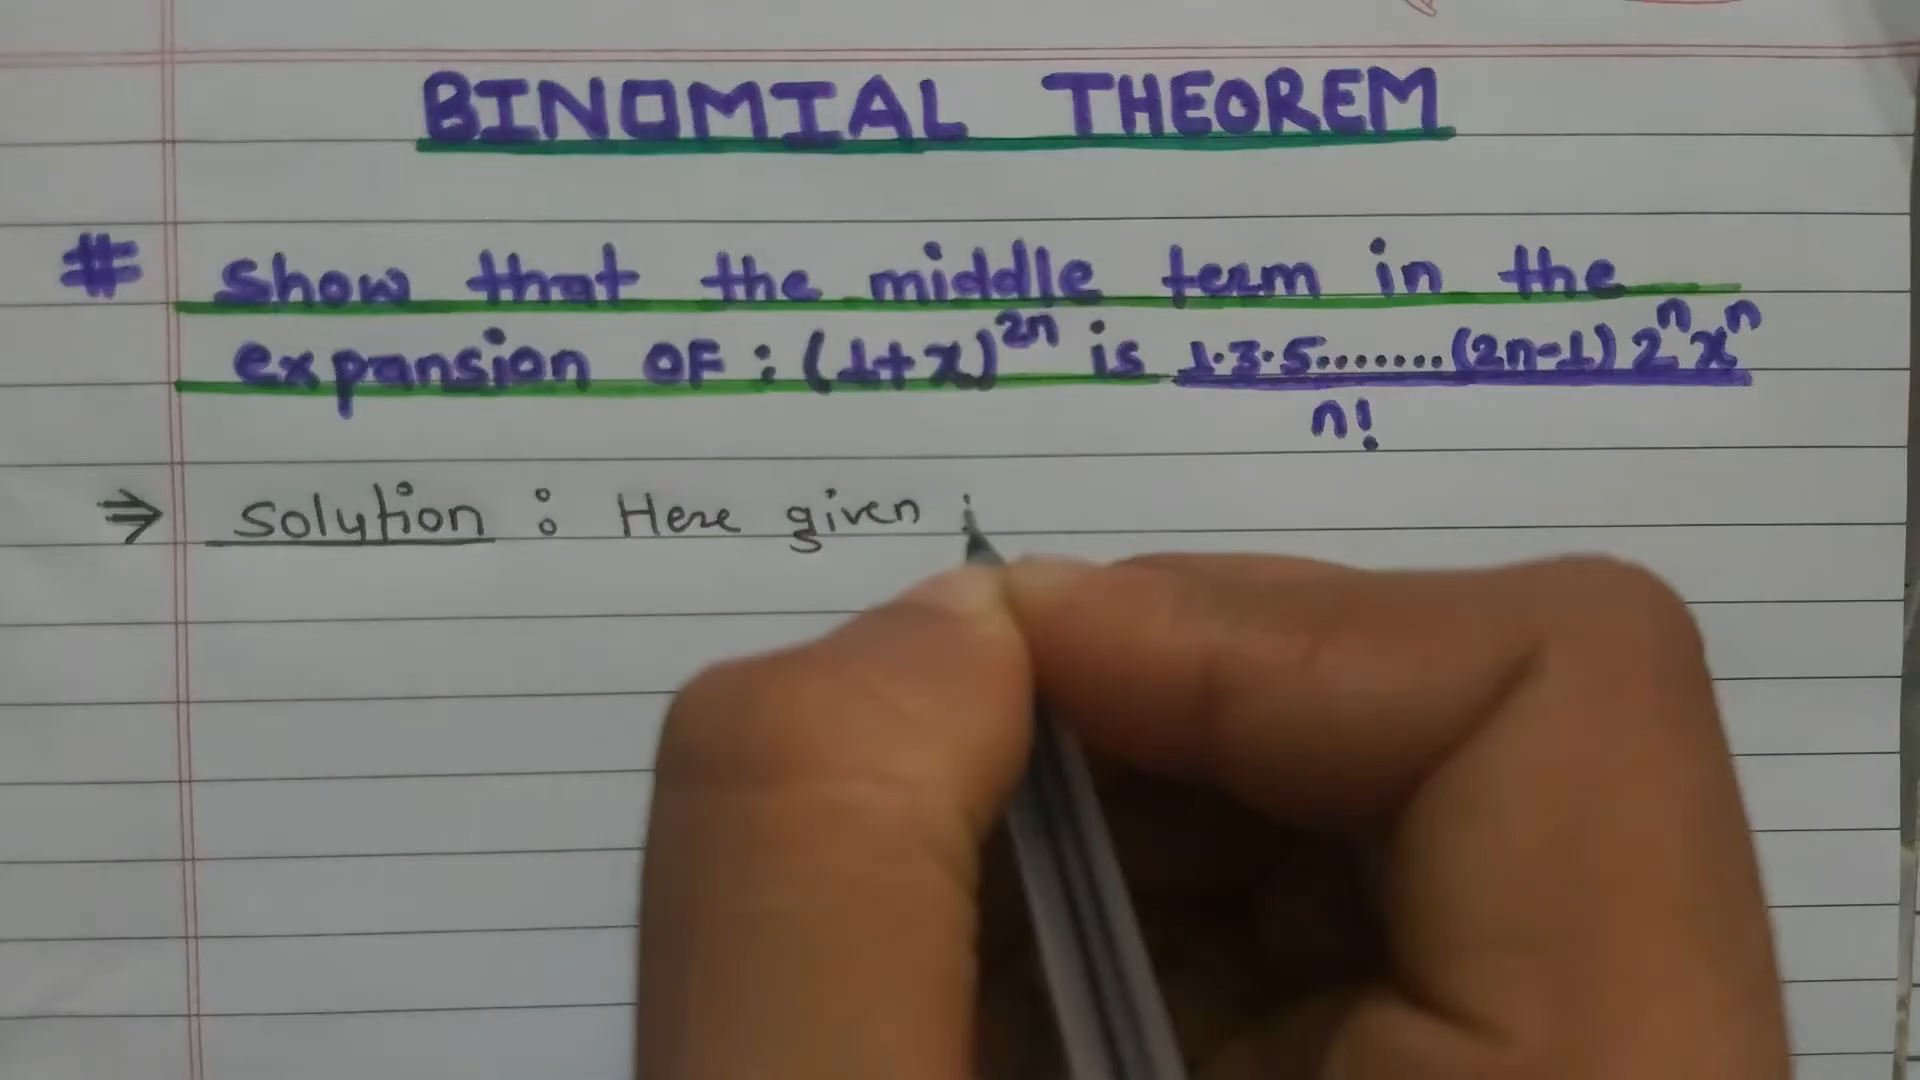 BINOMIAL THEOREM
# Show that the middle term in the
expansion OF : (1+x)^{2n} is 1·3·5.......(2n-1) 2^n x^n
n!
⇒ Solution : Here given